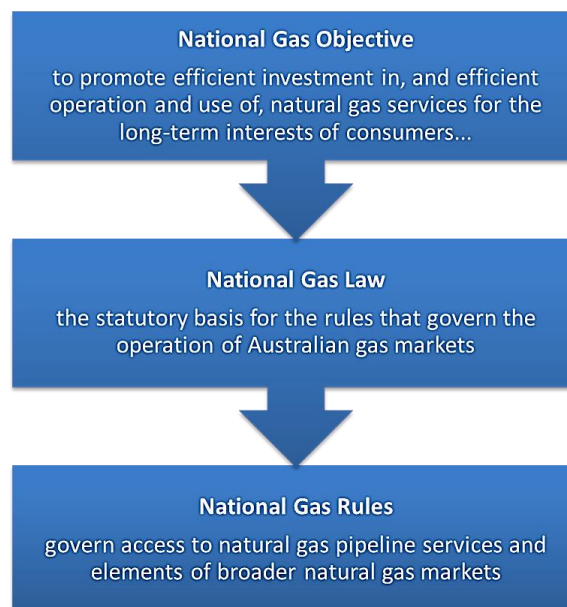 National Gas Objective
to promote efficient investment in, and efficient
operation and use of, natural gas services for the
long-term interests of consumers...
National Gas Law
the statutory basis for the rules that govern the
operation of Australian gas markets
National Gas Rules
govern access to natural gas pipeline services and
elements of broader natural gas markets